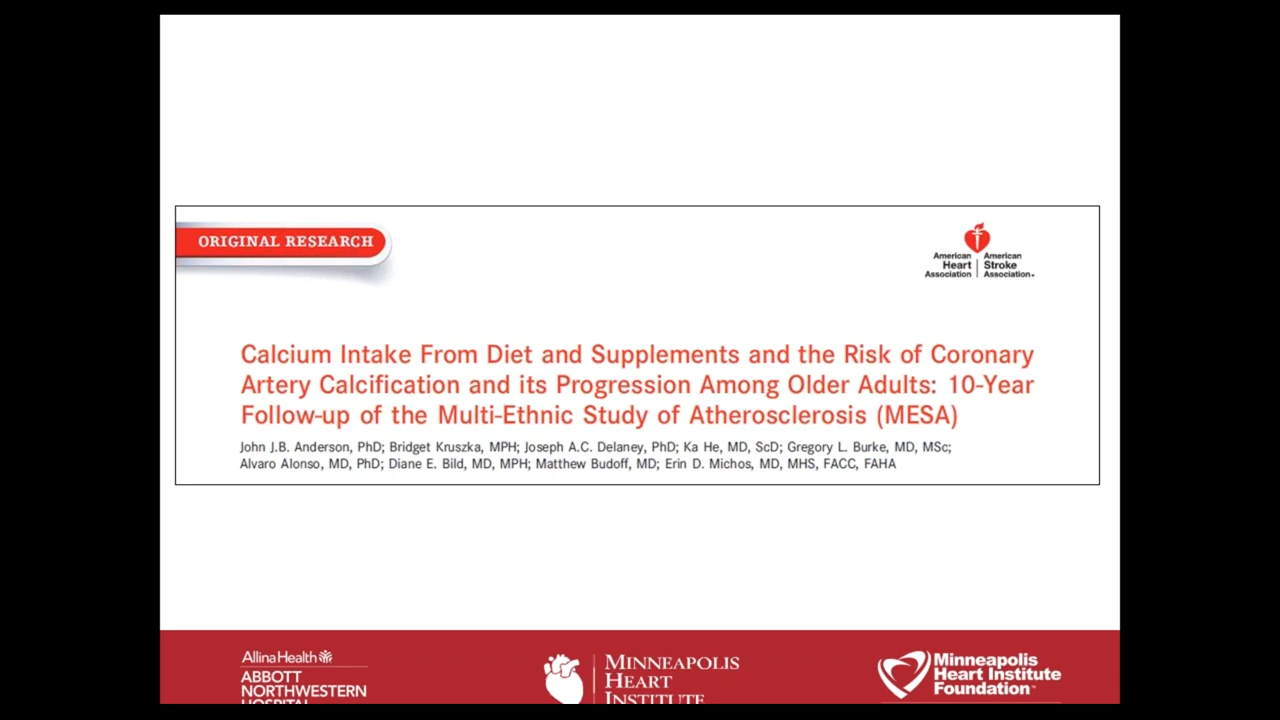 ORIGINAL RESEARCH
American Heart Association
American Stroke Association.
Calcium Intake From Diet and Supplements and the Risk of Coronary
Artery Calcification and its Progression Among Older Adults: 10-Year
Follow-up of the Multi-Ethnic Study of Atherosclerosis (MESA)
John J.B. Anderson, PhD; Bridget Kruszka, MPH; Joseph A.C. Delaney, PhD; Ka He, MD, ScD; Gregory L. Burke, MD, MSc;
Alvaro Alonso, MD, PhD; Diane E. Bild, MD, MPH; Matthew Budoff, MD; Erin D. Michos, MD, MHS, FACC, FAHA
Allina Health
ABBOTT
NORTHWESTERN
HOSPITAL
MINNEAPOLIS
HEART
INSTITUTE
Minneapolis
Heart Institute
Foundation